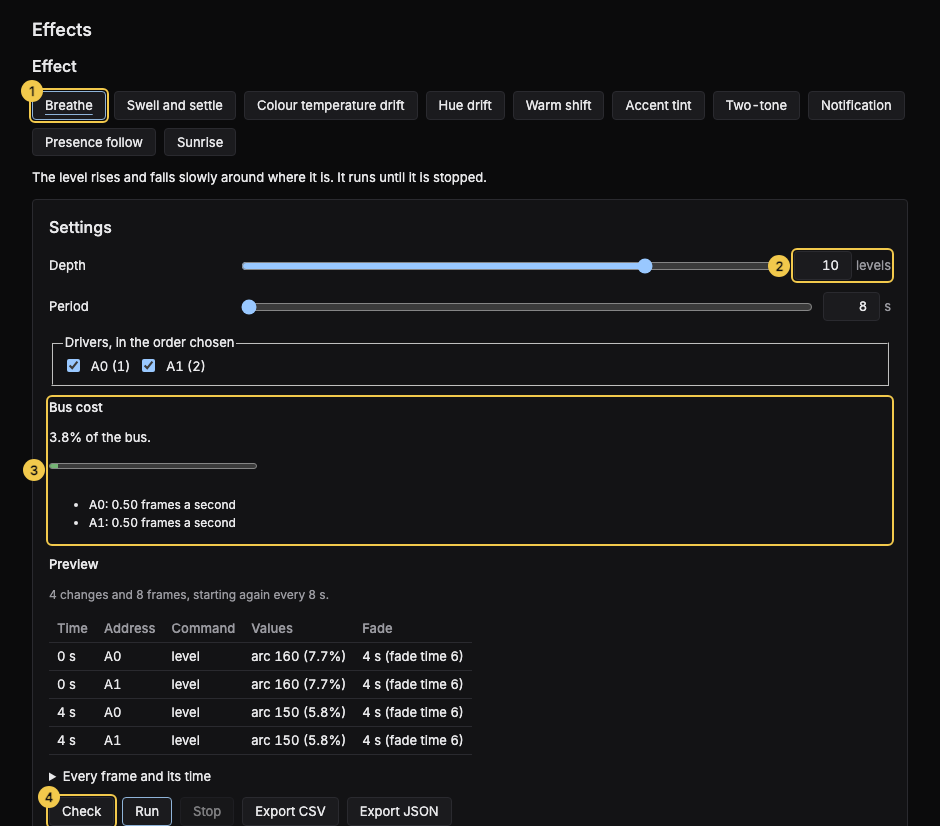 Effects
Effect
1
Breathe Swell and settle Colour temperature drift Hue drift Warm shift Accent tint Two-tone Notification
Presence follow Sunrise
The level rises and falls slowly around where it is. It runs until it is stopped.
Settings
Depth 2 10 levels
Period 8 s
Drivers, in the order chosen
A0 (1) A1 (2)
Bus cost
3.8% of the bus.
3
• A0: 0.50 frames a second
• A1: 0.50 frames a second
Preview
4 changes and 8 frames, starting again every 8 s.
Time Address Command Values Fade
0 s A0 level arc 160 (7.7%) 4 s (fade time 6)
0 s A1 level arc 160 (7.7%) 4 s (fade time 6)
4 s A0 level arc 150 (5.8%) 4 s (fade time 6)
4 s A1 level arc 150 (5.8%) 4 s (fade time 6)
Every frame and its time
4
Check Run Stop Export CSV Export JSON